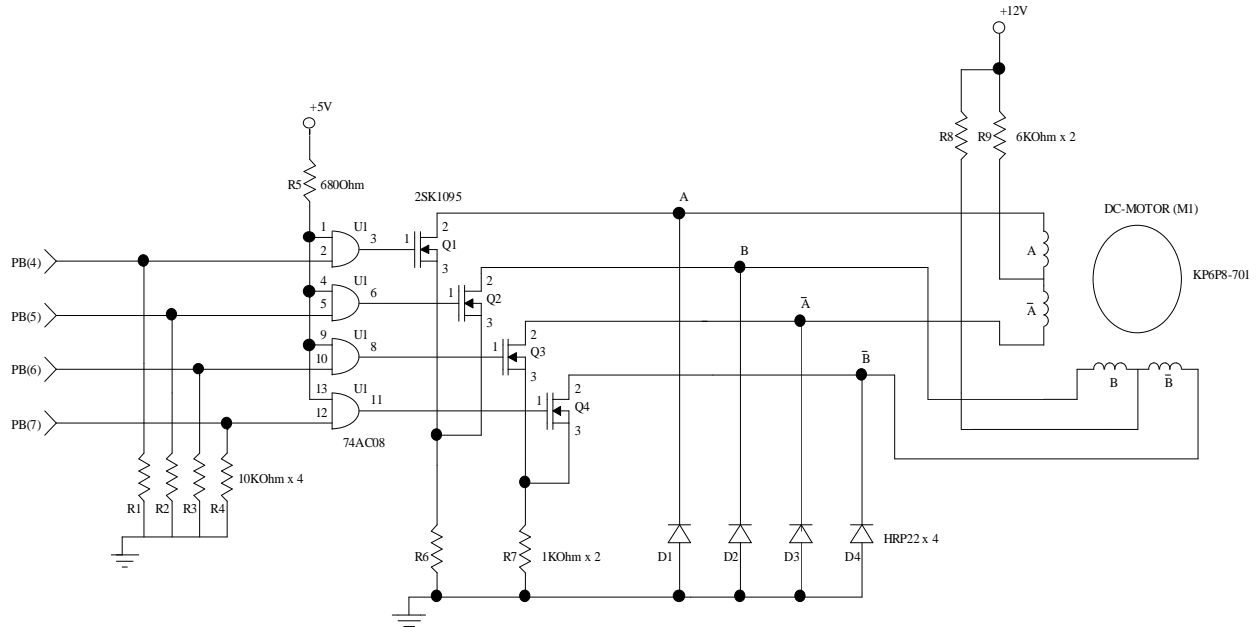 +12V
R8
R9
6KOhm x 2
+5V
R5
680Ohm
2SK1095
A
DC-MOTOR (M1)
1
U1
3
1
2
Q1
2
3
PB(4)
B
A
KP6P8-701
4
U1
6
1
2
Q2
5
3
PB(5)
A̅
A̅
9
U1
8
1
2
Q3
10
3
PB(6)
B̅
13
U1
11
1
2
Q4
12
3
PB(7)
B
B̅
74AC08
10KOhm x 4
R1
R2
R3
R4
R6
R7
1KOhm x 2
D1
D2
D3
D4
HRP22 x 4